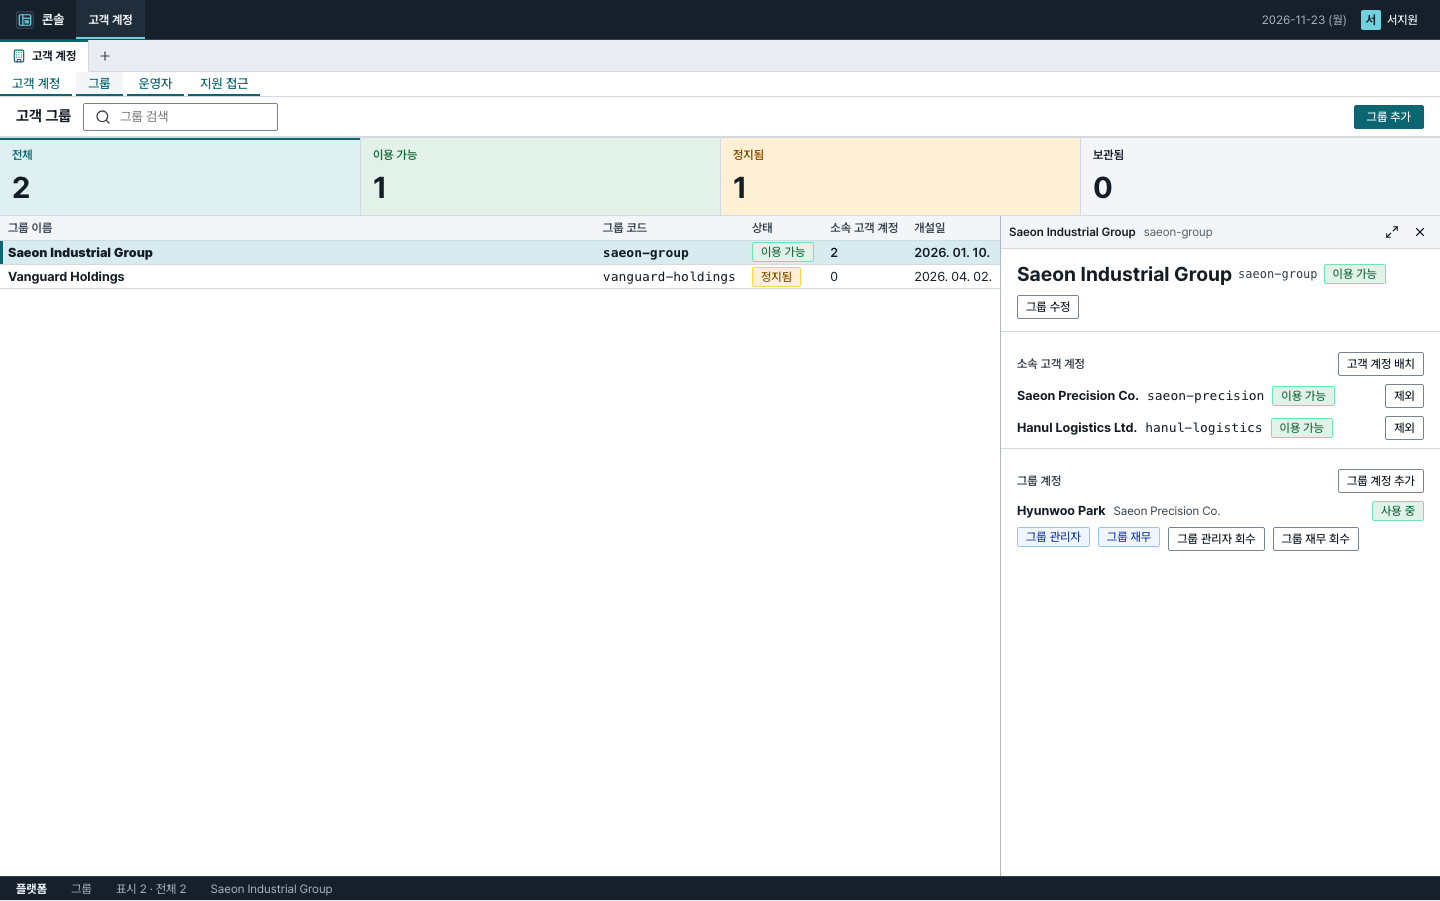 콘솔
고객 계정
2026-11-23 (월)
서
서지원
고객 계정
고객 계정
그룹
운영자
지원 접근
고객 그룹
그룹 검색
그룹 추가
전체
2
이용 가능
1
정지됨
1
보관됨
0
그룹 이름 그룹 코드 상태 소속 고객 계정 개설일
Saeon Industrial Group saeon-group 이용 가능 2 2026. 01. 10.
Vanguard Holdings vanguard-holdings 정지됨 0 2026. 04. 02.
Saeon Industrial Group saeon-group
Saeon Industrial Group saeon-group 이용 가능
그룹 수정
소속 고객 계정 고객 계정 배치
Saeon Precision Co. saeon-precision 이용 가능 제외
Hanul Logistics Ltd. hanul-logistics 이용 가능 제외
그룹 계정 그룹 계정 추가
Hyunwoo Park Saeon Precision Co. 사용 중
그룹 관리자 그룹 재무 그룹 관리자 회수 그룹 재무 회수
플랫폼 그룹 표시 2 · 전체 2 Saeon Industrial Group